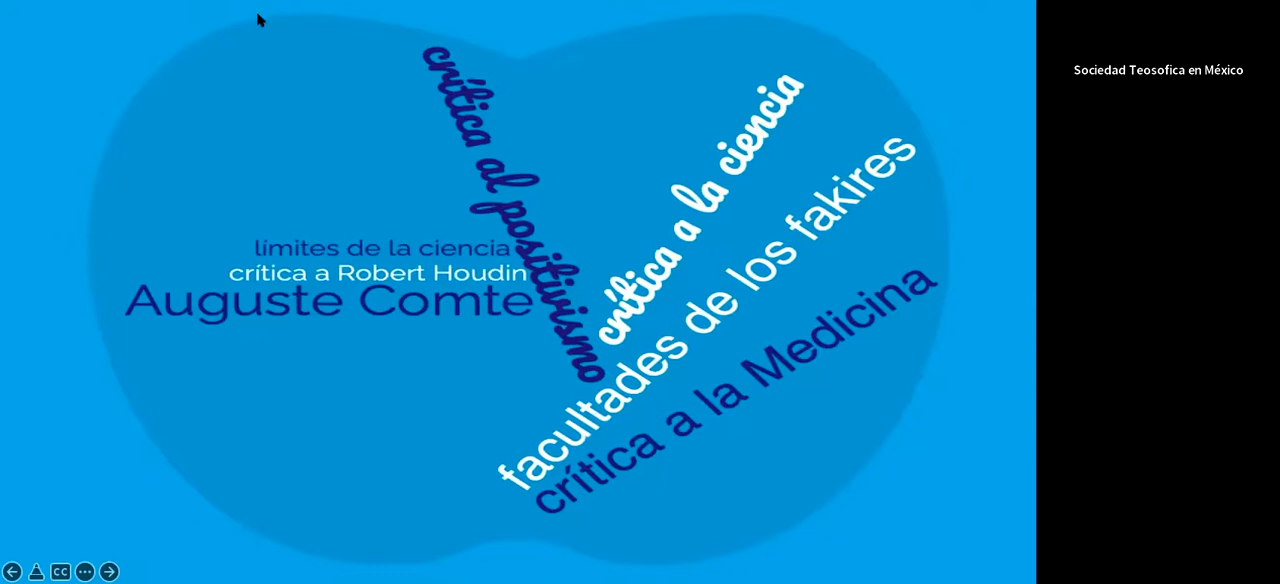 crítica al positivismo
crítica a la ciencia
Sociedad Teosofica en México
límites de la ciencia
crítica a Robert Houdin
Auguste Comte
facultades de los fakires
crítica a la Medicina
CC